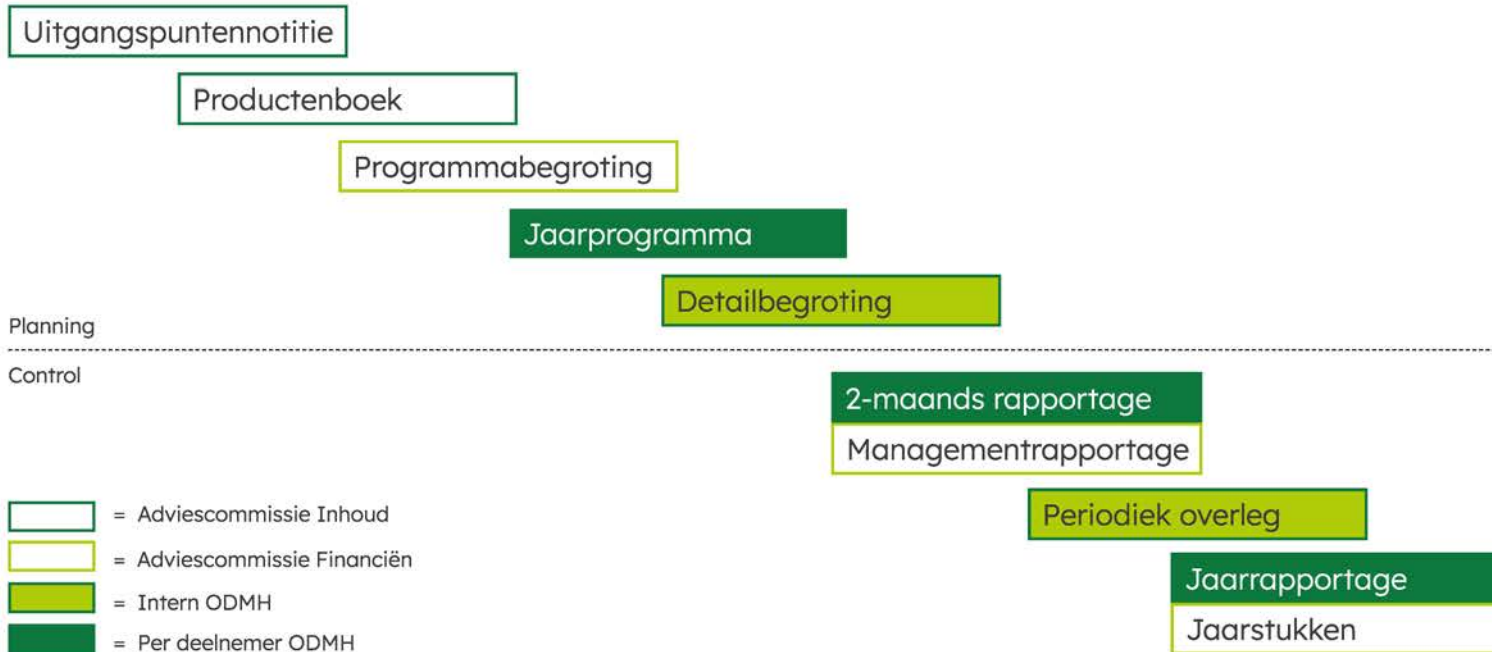 Uitgangspuntennotitie
Productenboek
Programmabegroting
Jaarprogramma
Detailbegroting
Planning
Control
2-maands rapportage
Managementrapportage
Periodiek overleg
Jaarrapportage
Jaarstukken
= Adviescommissie Inhoud
= Adviescommissie Financiën
= Intern ODMH
= Per deelnemer ODMH